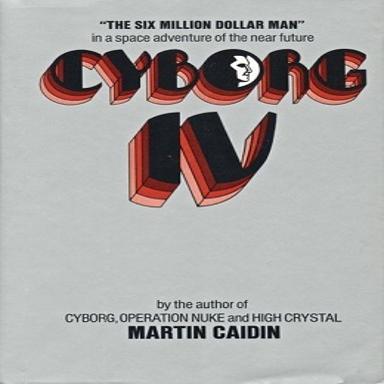 "THE SIX MILLION DOLLAR MAN"
in a space adventure of the near future
CYBORG
IV
by the author of
CYBORG, OPERATION NUKE and HIGH CRYSTAL
MARTIN CAIDIN